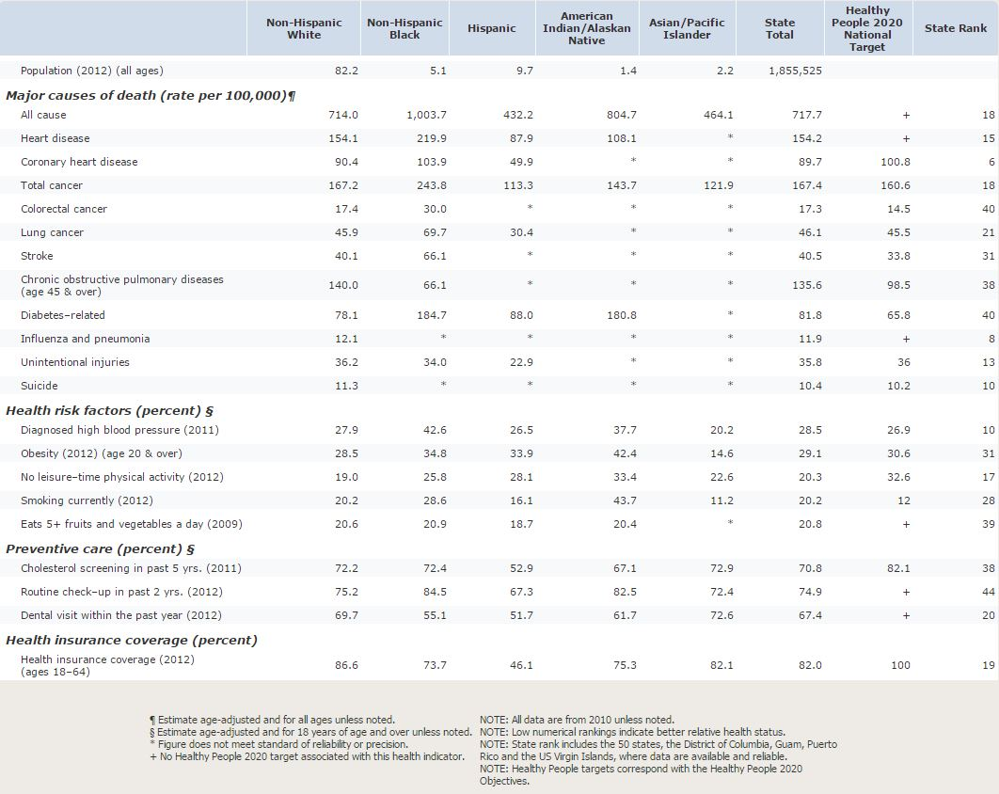 Non-Hispanic White Non-Hispanic Black Hispanic American Indian/Alaskan Native Asian/Pacific Islander State Total Healthy People 2020 National Target State Rank
Population (2012) (all ages) 82.2 5.1 9.7 1.4 2.2 1,855,525
Major causes of death (rate per 100,000)¶
All cause 714.0 1,003.7 432.2 804.7 464.1 717.7 + 18
Heart disease 154.1 219.9 87.9 108.1 * 154.2 + 15
Coronary heart disease 90.4 103.9 49.9 * * 89.7 100.8 6
Total cancer 167.2 243.8 113.3 143.7 121.9 167.4 160.6 18
Colorectal cancer 17.4 30.0 * * * 17.3 14.5 40
Lung cancer 45.9 69.7 30.4 * * 46.1 45.5 21
Stroke 40.1 66.1 * * * 40.5 33.8 31
Chronic obstructive pulmonary diseases
(age 45 & over) 140.0 66.1 * * * 135.6 98.5 38
Diabetes–related 78.1 184.7 88.0 180.8 * 81.8 65.8 40
Influenza and pneumonia 12.1 * * * * 11.9 + 8
Unintentional injuries 36.2 34.0 22.9 * * 35.8 36 13
Suicide 11.3 * * * * 10.4 10.2 10
Health risk factors (percent) §
Diagnosed high blood pressure (2011) 27.9 42.6 26.5 37.7 20.2 28.5 26.9 10
Obesity (2012) (age 20 & over) 28.5 34.8 33.9 42.4 14.6 29.1 30.6 31
No leisure–time physical activity (2012) 19.0 25.8 28.1 33.4 22.6 20.3 32.6 17
Smoking currently (2012) 20.2 28.6 16.1 43.7 11.2 20.2 12 28
Eats 5+ fruits and vegetables a day (2009) 20.6 20.9 18.7 20.4 * 20.8 + 39
Preventive care (percent) §
Cholesterol screening in past 5 yrs. (2011) 72.2 72.4 52.9 67.1 72.9 70.8 82.1 38
Routine check–up in past 2 yrs. (2012) 75.2 84.5 67.3 82.5 72.4 74.9 + 44
Dental visit within the past year (2012) 69.7 55.1 51.7 61.7 72.6 67.4 + 20
Health insurance coverage (percent)
Health insurance coverage (2012)
(ages 18–64) 86.6 73.7 46.1 75.3 82.1 82.0 100 19
¶ Estimate age-adjusted and for all ages unless noted.
§ Estimate age-adjusted and for 18 years of age and over unless noted.
* Figure does not meet standard of reliability or precision.
+ No Healthy People 2020 target associated with this health indicator.
NOTE: All data are from 2010 unless noted.
NOTE: Low numerical rankings indicate better relative health status.
NOTE: State rank includes the 50 states, the District of Columbia, Guam, Puerto
Rico and the US Virgin Islands, where data are available and reliable.
NOTE: Healthy People targets correspond with the Healthy People 2020
Objectives.